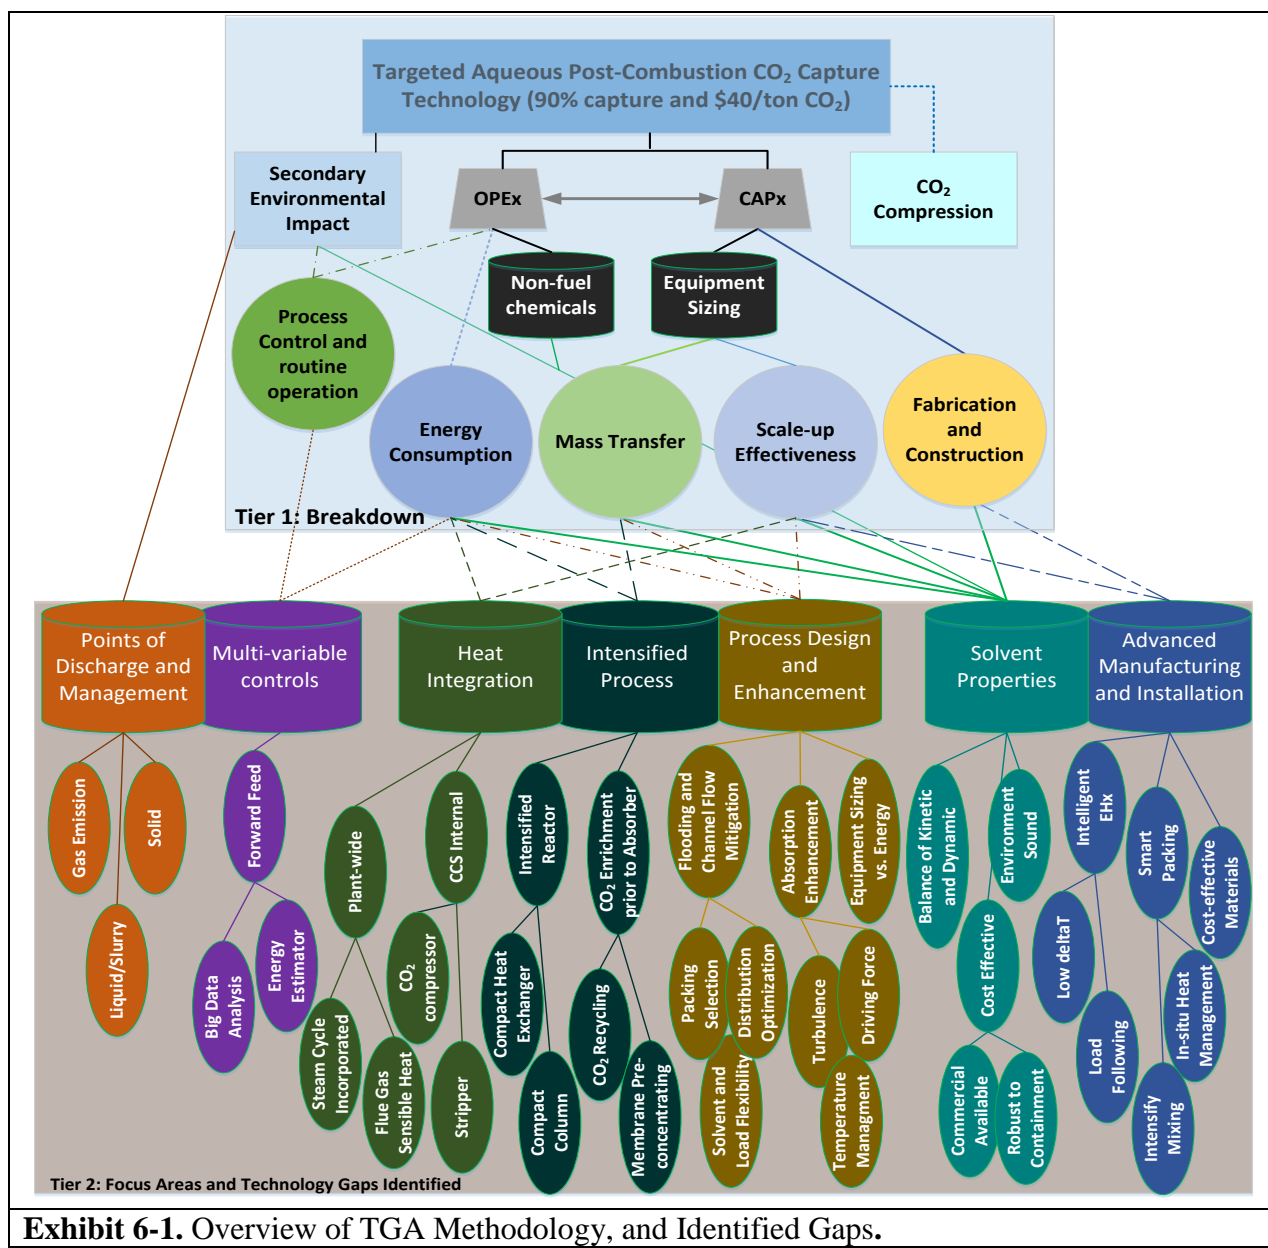 Targeted Aqueous Post-Combustion CO₂ Capture
Technology (90% capture and $40/ton CO₂)
Secondary
Environmental
Impact
OPEx
CAPx
CO₂
Compression
Non-fuel
chemicals
Equipment
Sizing
Process
Control and
routine
operation
Energy
Consumption
Mass Transfer
Scale-up
Effectiveness
Fabrication
and
Construction
Tier 1: Breakdown
Points of
Discharge and
Management
Multi-variable
controls
Heat
Integration
Intensified
Process
Process Design
and
Enhancement
Solvent
Properties
Advanced
Manufacturing
and Installation
Gas Emission
Liquid/Slurry
Solid
Forward Feed
Big Data
Analysis
Energy
Estimator
Plant-wide
Steam Cycle
Incorporated
Flue Gas
Sensible Heat
CCS Internal
CO₂
compressor
Stripper
Intensified
Reactor
Compact Heat
Exchanger
Compact
Column
CO₂ Enrichment
prior to Absorber
CO₂ Recycling
Membrane Pre-
concentrating
Flooding and
Channel Flow
Mitigation
Packing
Selection
Solvent and
Load Flexibility
Distribution
Optimization
Absorption
Enhancement
Turbulence
Temperature
Managment
Driving Force
Equipment Sizing
vs. Energy
Balance of Kinetic
and Dynamic
Cost Effective
Commercial
Available
Robust to
Containment
Environment
Sound
Intelligent
EHx
Low deltaT
Load
Following
Smart
Packing
Intensify
Mixing
In-situ Heat
Management
Cost-effective
Materials
Tier 2: Focus Areas and Technology Gaps Identified
Exhibit 6-1. Overview of TGA Methodology, and Identified Gaps.